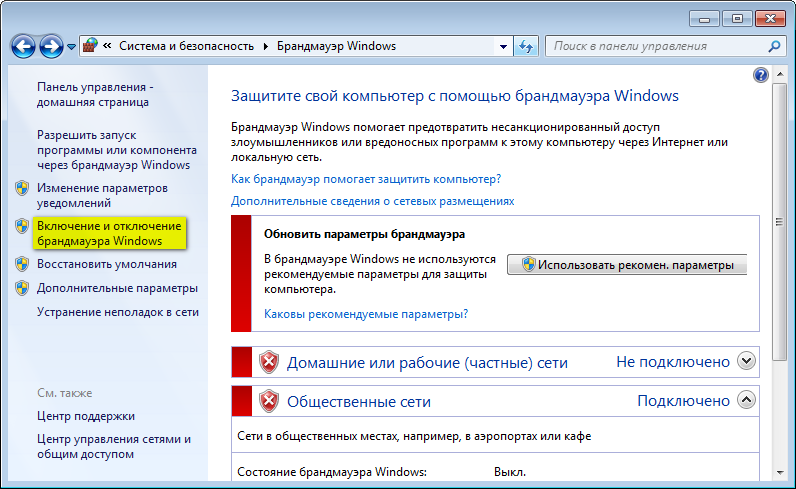 « Система и безопасность Брандмауэр Windows
Поиск в панели управления
Панель управления -
домашняя страница
Разрешить запуск
программы или компонента
через брандмауэр Windows
Изменение параметров
уведомлений
Включение и отключение
брандмауэра Windows
Восстановить умолчания
Дополнительные параметры
Устранение неполадок в сети
См. также
Центр поддержки
Центр управления сетями и
общим доступом
Защитите свой компьютер с помощью брандмауэра Windows
Брандмауэр Windows помогает предотвратить несанкционированный доступ
злоумышленников или вредоносных программ к этому компьютеру через Интернет или
локальную сеть.
Как брандмауэр помогает защитить компьютер?
Дополнительные сведения о сетевых размещениях
Обновить параметры брандмауэра
В брандмауэре Windows не используются
рекомендуемые параметры для защиты
компьютера.
Использовать рекомен. параметры
Каковы рекомендуемые параметры?
Домашние или рабочие (частные) сети Не подключено
Общественные сети Подключено
Сети в общественных местах, например, в аэропортах или кафе
Состояние брандмауэра Windows: Выкл.